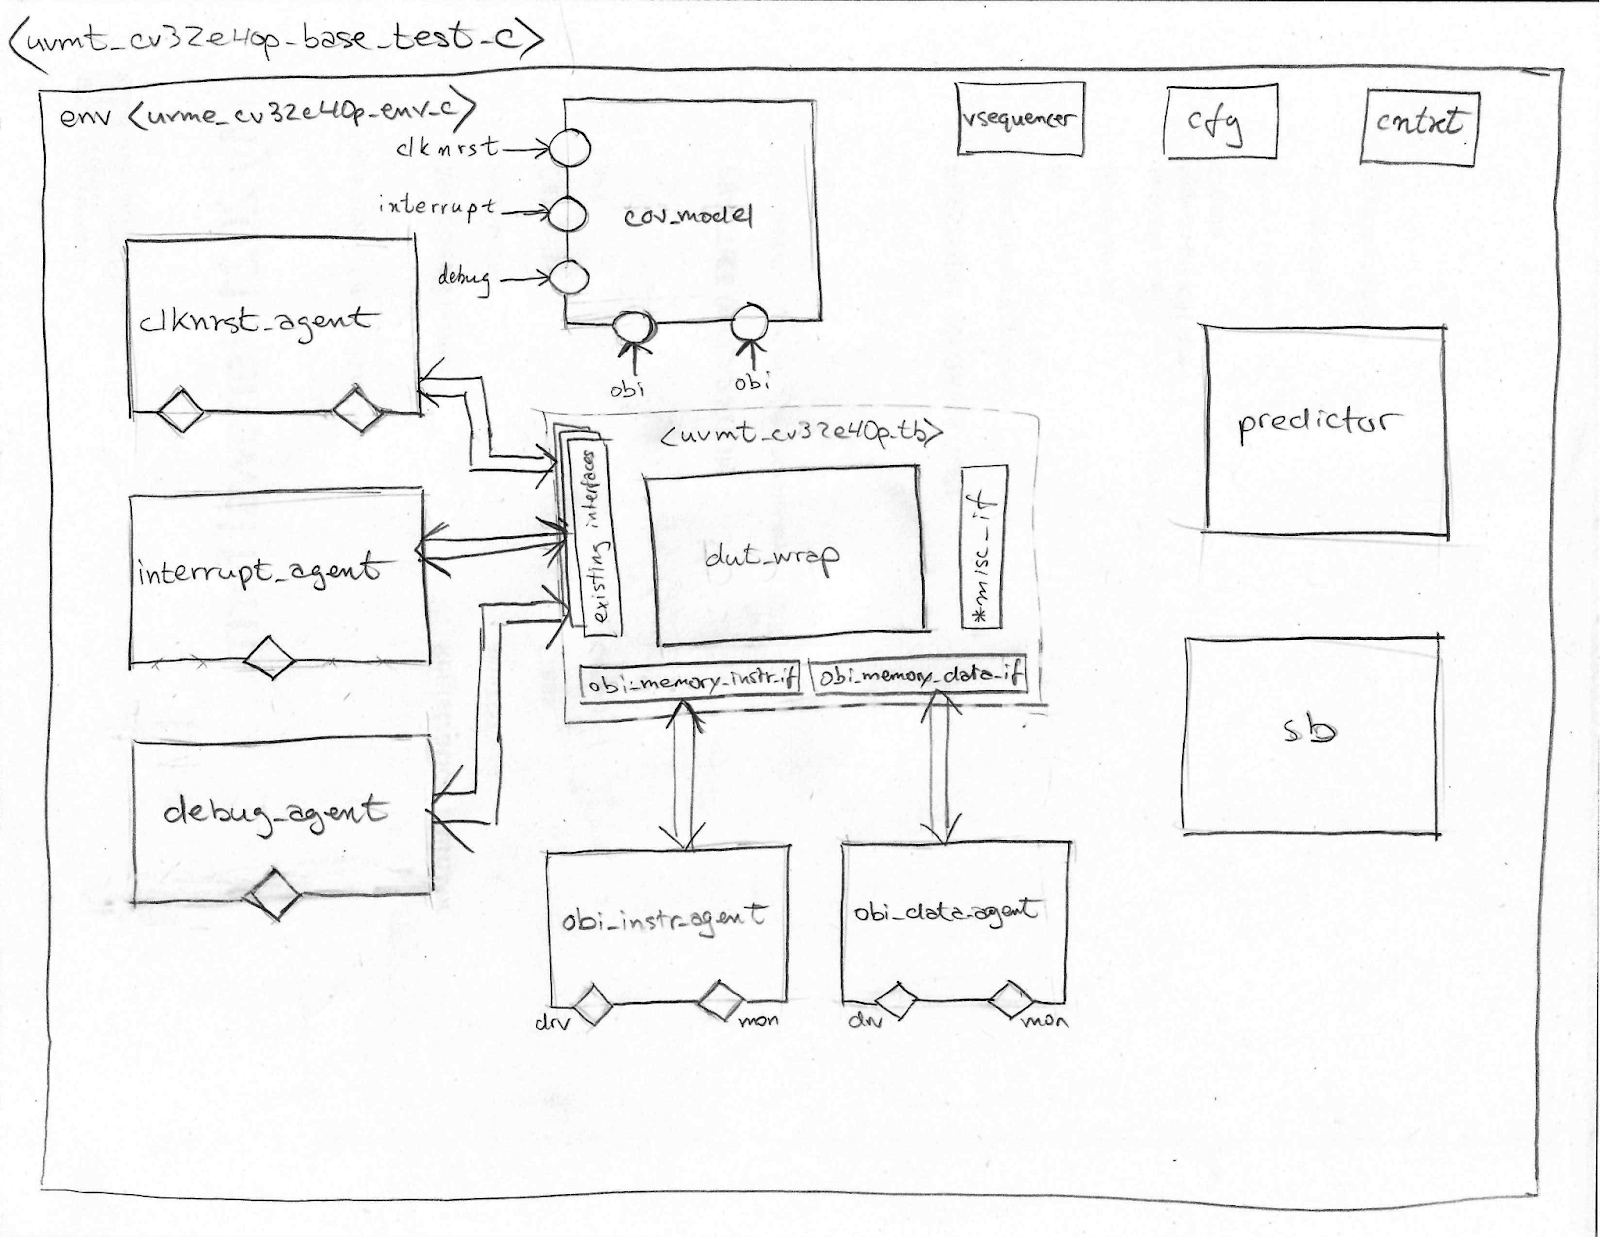 <uvmt_cv32e40p_base_test_c>
env <uvme_cv32e40p_env_c>
vsequencer
cfg
cntxt
clknrst
interrupt
debug
cov_model
obi
obi
clknrst_agent
predictor
<uvmt_cv32e40p_tb>
existing interfaces
dut_wrap
*misc_if
interrupt_agent
obi_memory_instr_if
obi_memory_data_if
sb
debug_agent
obi_instr_agent
obi_data_agent
drv
mon
drv
mon